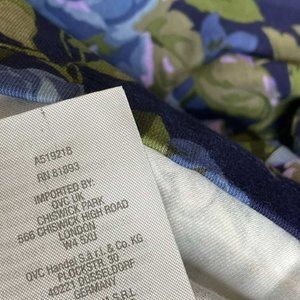 A519218
RN 81893
IMPORTED BY:
QVC UK
CHISWICK PARK
566 CHISWICK HIGH ROAD
LONDON
W4 5XU
QVC Handel S.à r.l. & Co. KG
PLOCKSTR. 30
40221 DÜSSELDORF
GERMANY
S.R.L.